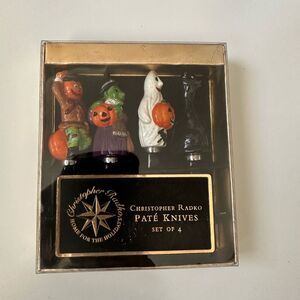 Christopher Radko
HOME FOR THE HOLIDAYS
CHRISTOPHER RADKO
PATÉ KNIVES
SET OF 4